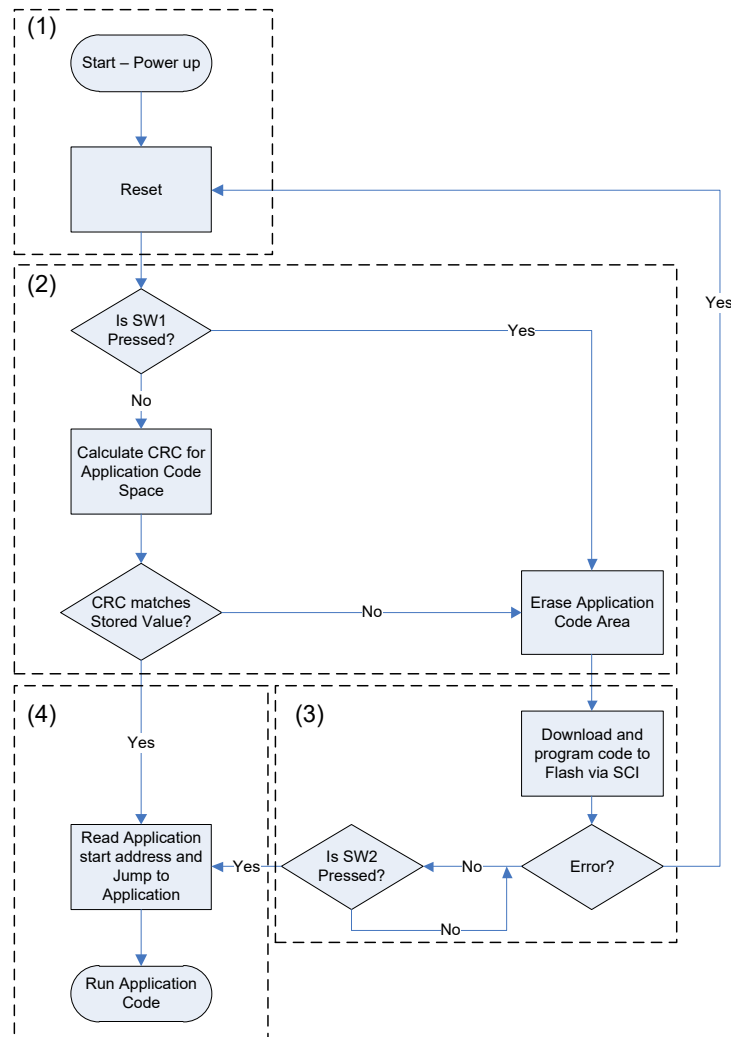 (1)
Start – Power up
Reset
(2)
Is SW1
Pressed?
Yes
Yes
No
Calculate CRC for
Application Code
Space
CRC matches
Stored Value?
No
Erase Application
Code Area
(4)
(3)
Yes
Download and
program code to
Flash via SCI
Read Application
start address and
Jump to
Application
Yes
Is SW2
Pressed?
No
Error?
No
Run Application
Code